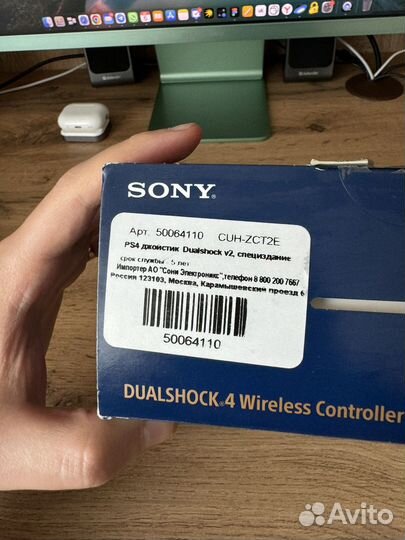 SONY
Арт. 50064110 CUH-ZCT2E
PS4 джойстик Dualshock v2, специздание
срок службы 5 лет
Импортер АО "Сони Электроникс",телефон 8 800 200 7667
Россия 123103, Москва, Карамышевский проезд 6
50064110
DUALSHOCK®4 Wireless Controller
Avito